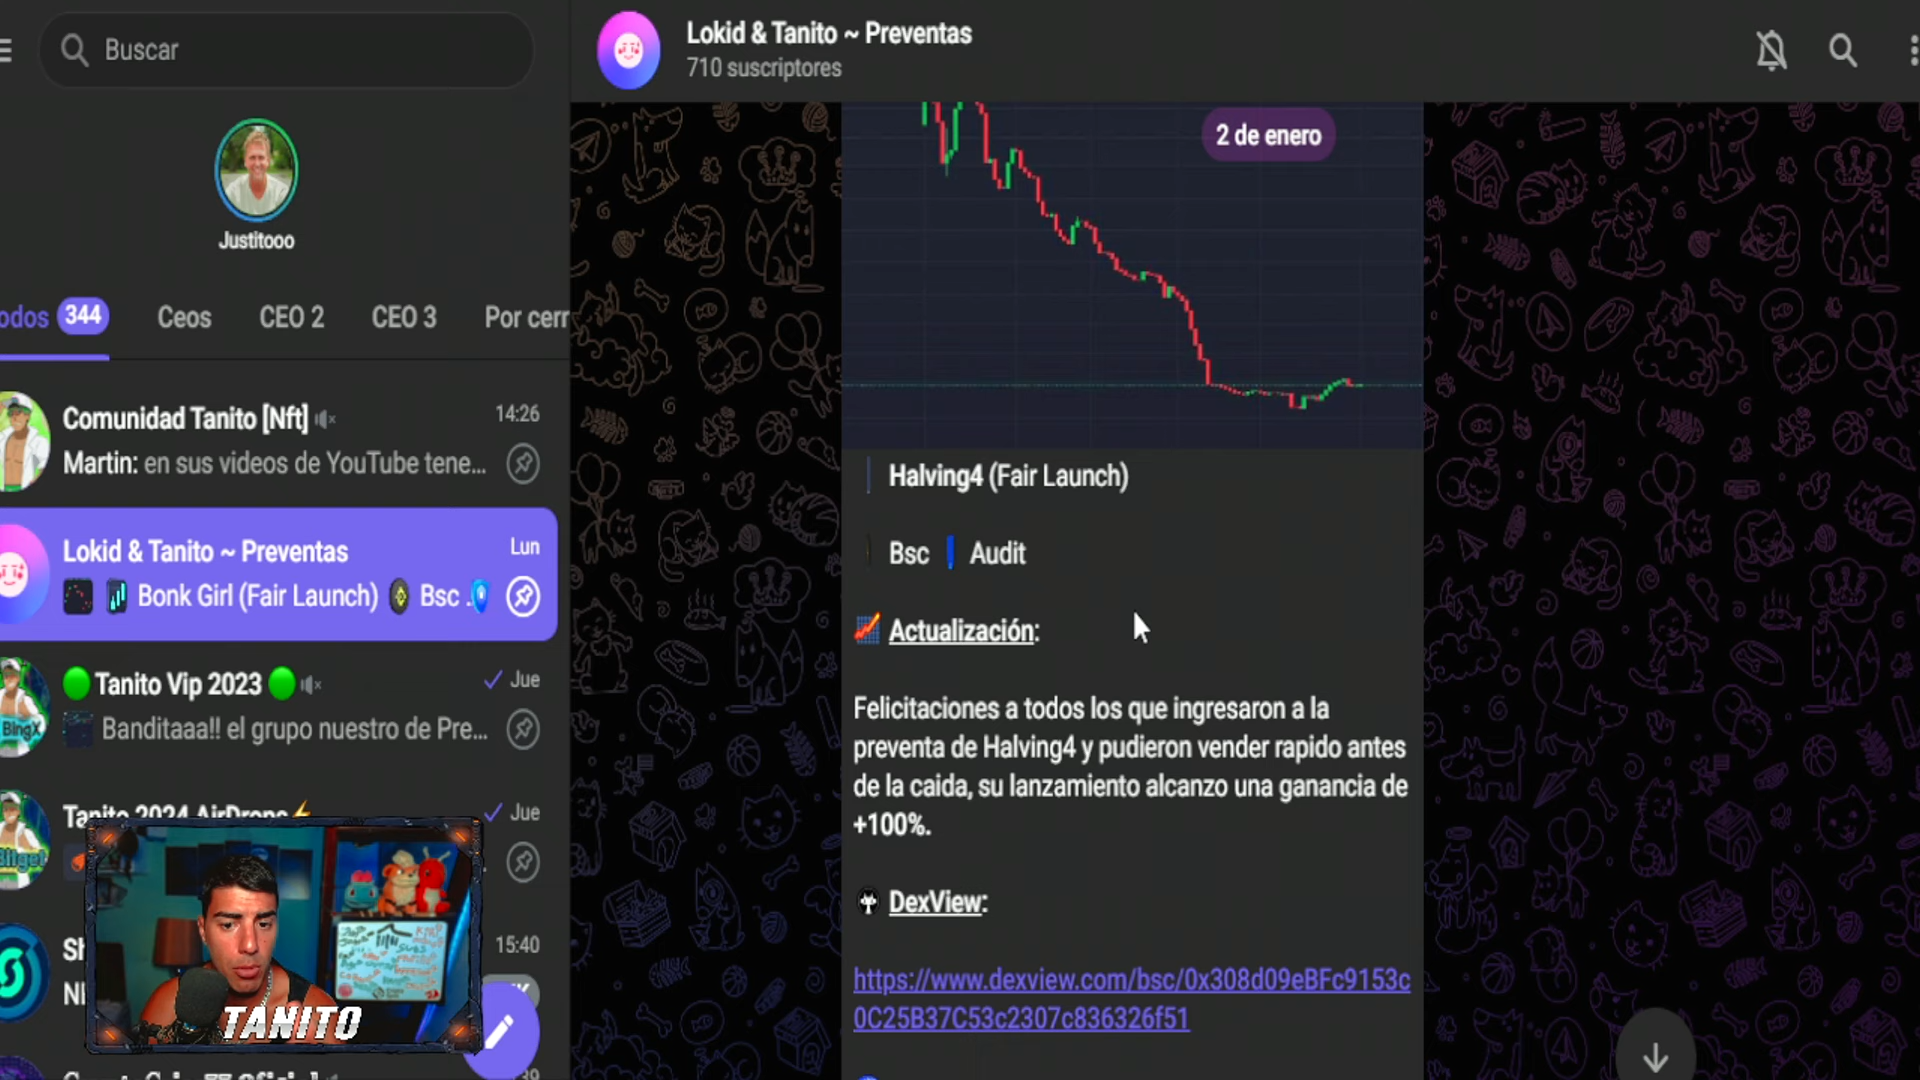 Buscar
Justitooo
odos 344 Ceos CEO 2 CEO 3 Por cerr
Comunidad Tanito [Nft] 14:26
Martin: en sus videos de YouTube tene...
Lokid & Tanito ~ Preventas Lun
Bonk Girl (Fair Launch) Bsc .
Tanito Vip 2023 Jue
Banditaaa!! el grupo nuestro de Pre...
BingX
Tanito 2024 AirDrops Jue
Bitget
Sh 15:40
TANITO
Lokid & Tanito ~ Preventas
710 suscriptores
2 de enero
Halving4 (Fair Launch)
Bsc Audit
Actualización:
Felicitaciones a todos los que ingresaron a la
preventa de Halving4 y pudieron vender rapido antes
de la caida, su lanzamiento alcanzo una ganancia de
+100%.
DexView:
https://www.dexview.com/bsc/0x308d09eBFc9153c
0C25B37C53c2307c836326f51